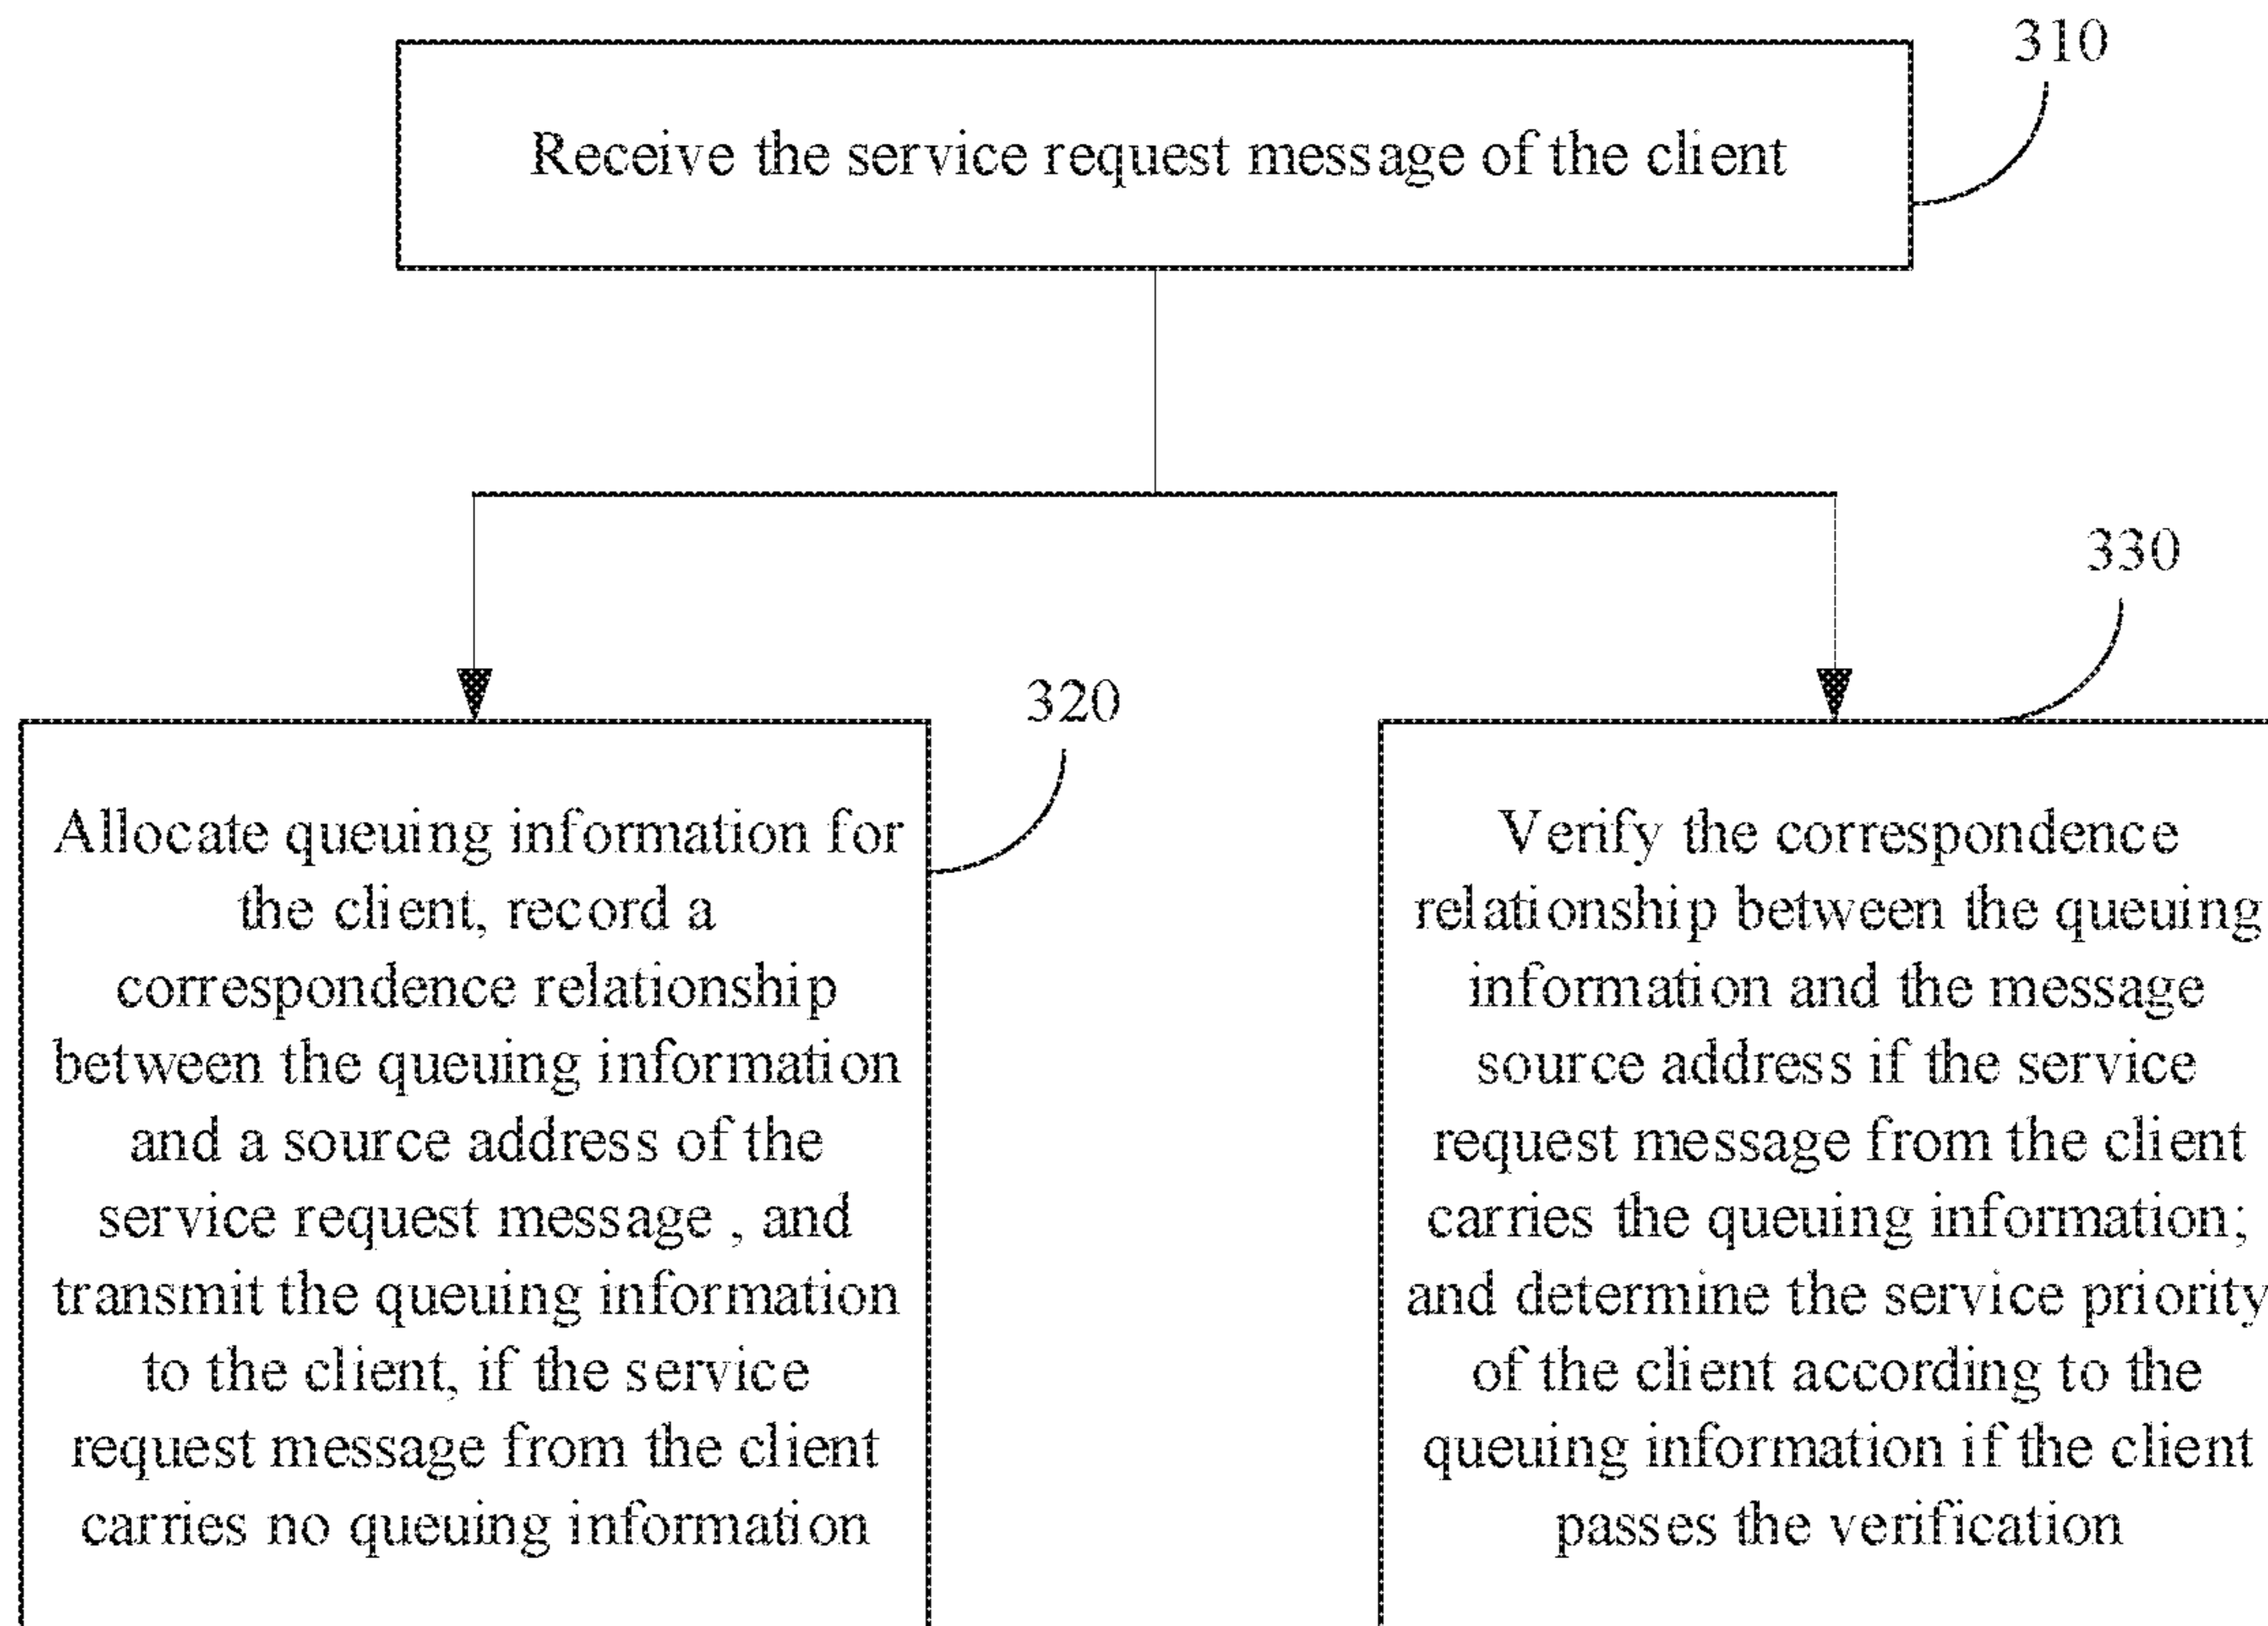 310
Receive the service request message of the client
320
Allocate queuing information for
the client, record a
correspondence relationship
between the queuing information
and a source address of the
service request message , and
transmit the queuing information
to the client, if the service
request message from the client
carries no queuing information
330
Verify the correspondence
relationship between the queuing
information and the message
source address if the service
request message from the client
carries the queuing information;
and determine the service priority
of the client according to the
queuing information if the client
passes the verification